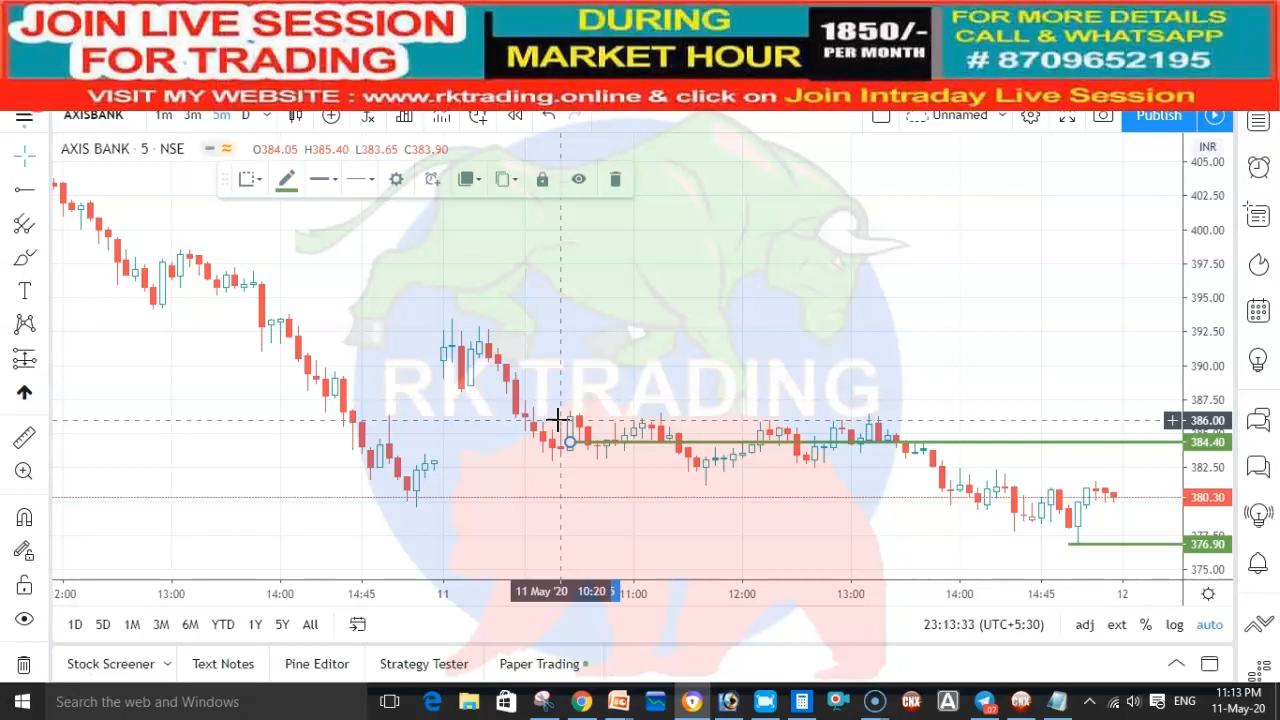 JOIN LIVE SESSION
FOR TRADING
DURING
MARKET HOUR
1850/-
PER MONTH
FOR MORE DETAILS
CALL & WHATSAPP
# 8709652195
VISIT MY WEBSITE : www.rktrading.online & click on Join Intraday Live Session
AXISBANK 1m 3m 5m D Unnamed Publish
AXIS BANK · 5 · NSE O384.05 H385.40 L383.65 C383.90
INR
405.00
402.50
400.00
397.50
395.00
392.50
390.00
387.50
386.00
384.40
382.50
380.30
376.90
375.00
RK TRADING
2:00 13:00 14:00 14:45 11 11 May '20 10:20 11:00 12:00 13:00 14:00 14:45 12
1D 5D 1M 3M 6M YTD 1Y 5Y All 23:13:33 (UTC+5:30) adj ext % log auto
Stock Screener Text Notes Pine Editor Strategy Tester Paper Trading
Search the web and Windows
CNX A CNX ENG
11:13 PM
11-May-20